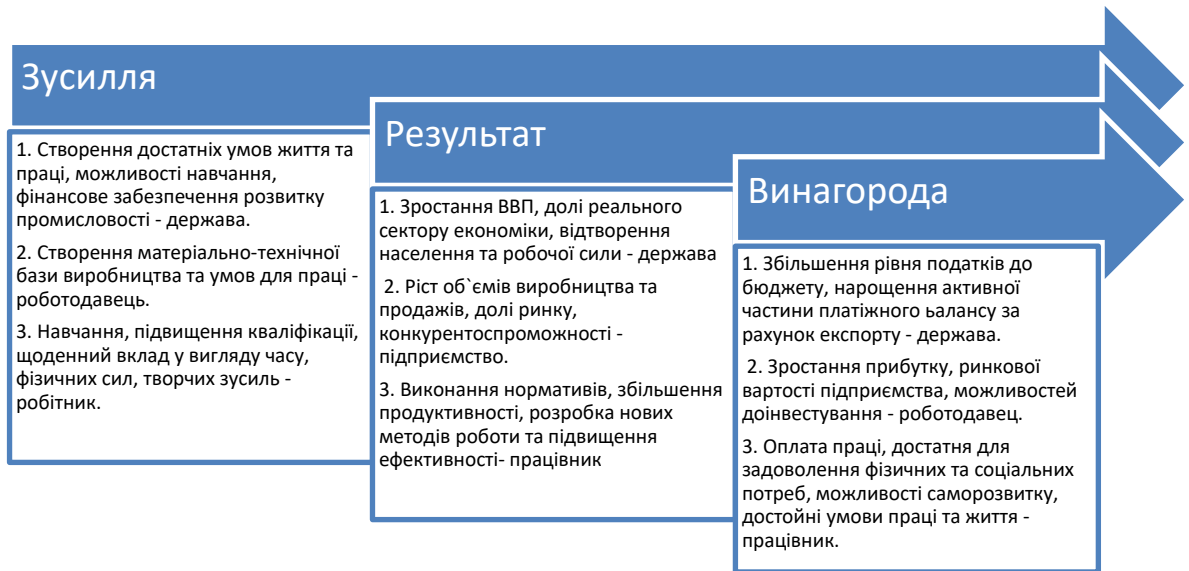 Зусилля
1. Створення достатніх умов життя та
праці, можливості навчання,
фінансове забезпечення розвитку
промисловості - держава.
2. Створення матеріально-технічної
бази виробництва та умов для праці -
роботодавець.
3. Навчання, підвищення кваліфікації,
щоденний вклад у вигляду часу,
фізичних сил, творчих зусиль -
робітник.
Результат
1. Зростання ВВП, долі реального
сектору економіки, відтворення
населення та робочої сили - держава
2. Ріст об`ємів виробництва та
продажів, долі ринку,
конкурентоспроможності -
підприємство.
3. Виконання нормативів, збільшення
продуктивності, розробка нових
методів роботи та підвищення
ефективності- працівник
Винагорода
1. Збільшення рівня податків до
бюджету, нарощення активної
частини платіжного ьалансу за
рахунок експорту - держава.
2. Зростання прибутку, ринкової
вартості підприємства, можливостей
доінвестування - роботодавец.
3. Оплата праці, достатня для
задоволення фізичних та соціальних
потреб, можливості саморозвитку,
достойні умови праці та життя -
працівник.